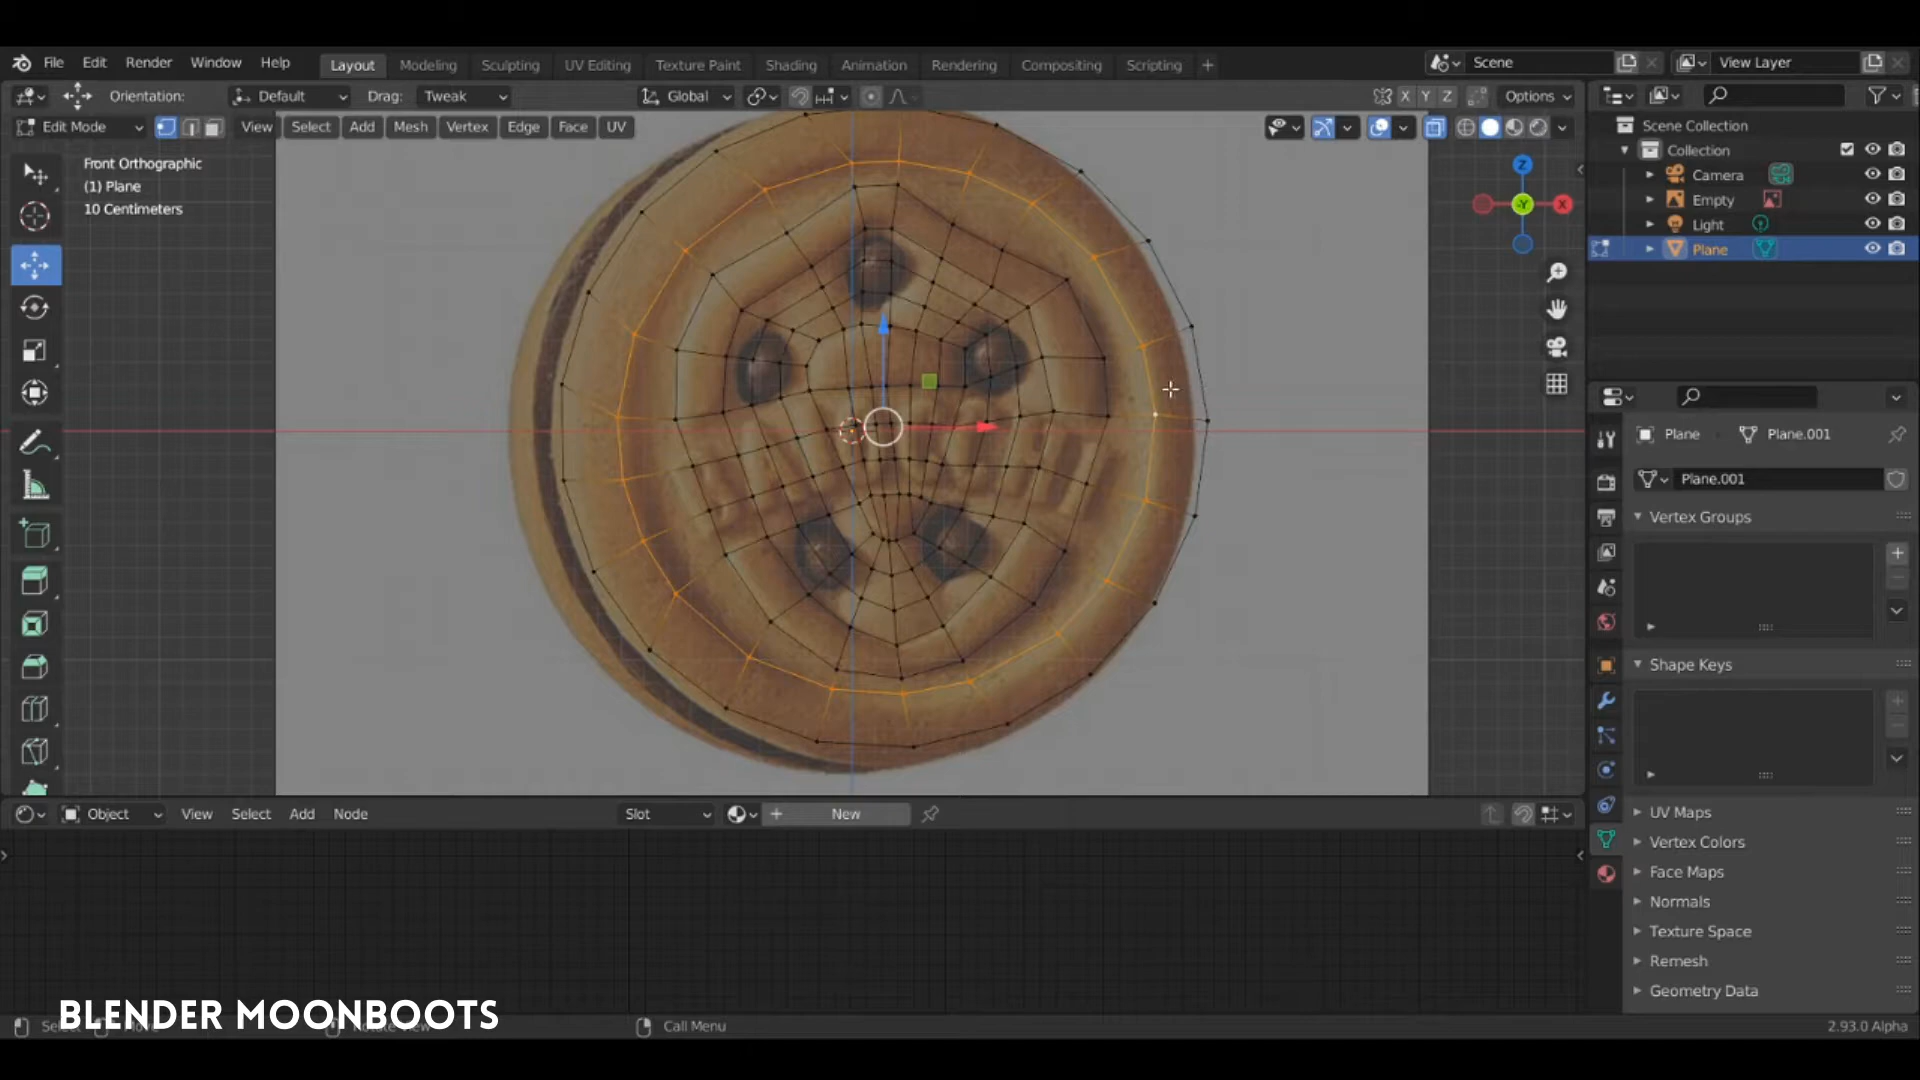 File Edit Render Window Help Layout Modeling Sculpting UV Editing Texture Paint Shading Animation Rendering Compositing Scripting + Scene View Layer
Orientation: Default Drag: Tweak Global X Y Z Options
Edit Mode View Select Add Mesh Vertex Edge Face UV
Front Orthographic
(1) Plane
10 Centimeters
Z
-Y
X
Scene Collection
Collection
Camera
Empty
Light
Plane
Plane Plane.001
Plane.001
Vertex Groups
Shape Keys
UV Maps
Vertex Colors
Face Maps
Normals
Texture Space
Remesh
Geometry Data
Object View Select Add Node Slot + New
BLENDER MOONBOOTS
Call Menu
2.93.0 Alpha